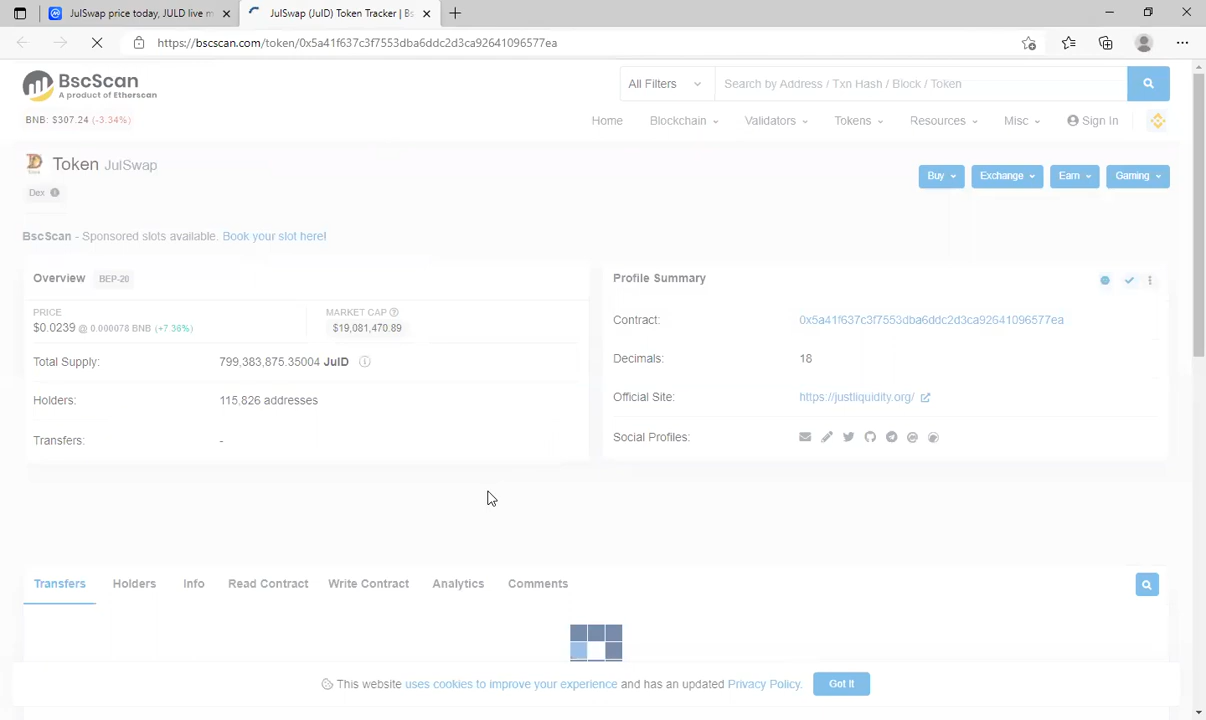 JulSwap price today, JULD live m
JulSwap (JulD) Token Tracker | Bs
https://bscscan.com/token/0x5a41f637c3f7553dba6ddc2d3ca92641096577ea
BscScan
A product of Etherscan
All Filters
Search by Address / Txn Hash / Block / Token
BNB: $307.24 (-3.34%)
Home Blockchain Validators Tokens Resources Misc Sign In
Token JulSwap
Buy Exchange Earn Gaming
Dex
BscScan - Sponsored slots available. Book your slot here!
Overview BEP-20
PRICE
$0.0239 @ 0.000078 BNB (+7.36%)
MARKET CAP
$19,081,470.89
Total Supply: 799,383,875.35004 JulD
Holders: 115,826 addresses
Transfers: -
Profile Summary
Contract: 0x5a41f637c3f7553dba6ddc2d3ca92641096577ea
Decimals: 18
Official Site: https://justliquidity.org/
Social Profiles:
Transfers Holders Info Read Contract Write Contract Analytics Comments
This website uses cookies to improve your experience and has an updated Privacy Policy.
Got It